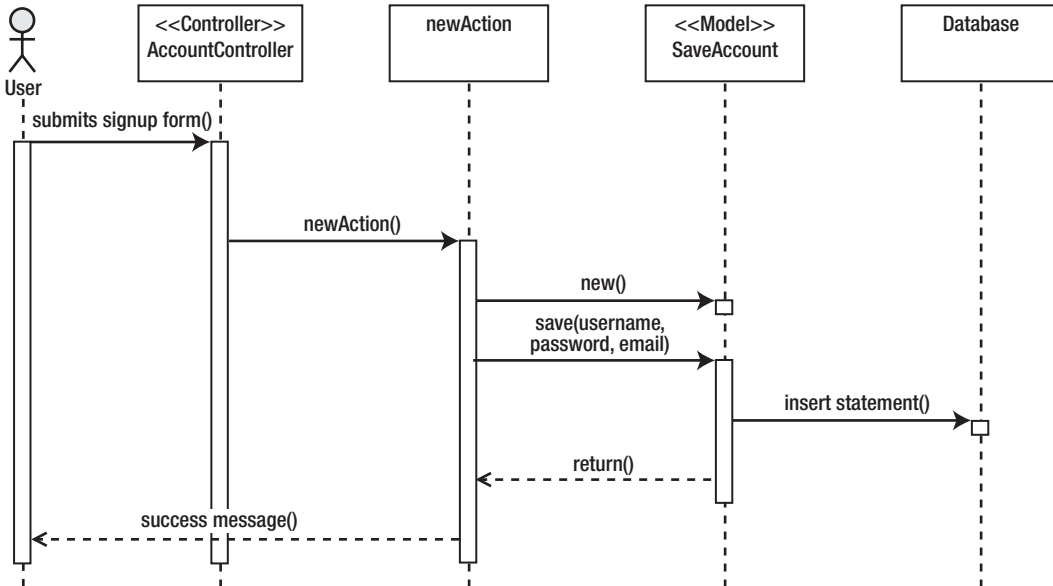 <<Controller>>
AccountController
newAction
<<Model>>
SaveAccount
Database
User
submits signup form()
newAction()
new()
save(username,
password, email)
insert statement()
return()
success message()